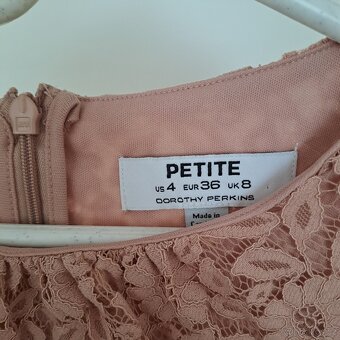 PETITE
US 4 EUR 36 UK 8
DOROTHY PERKINS
Made in